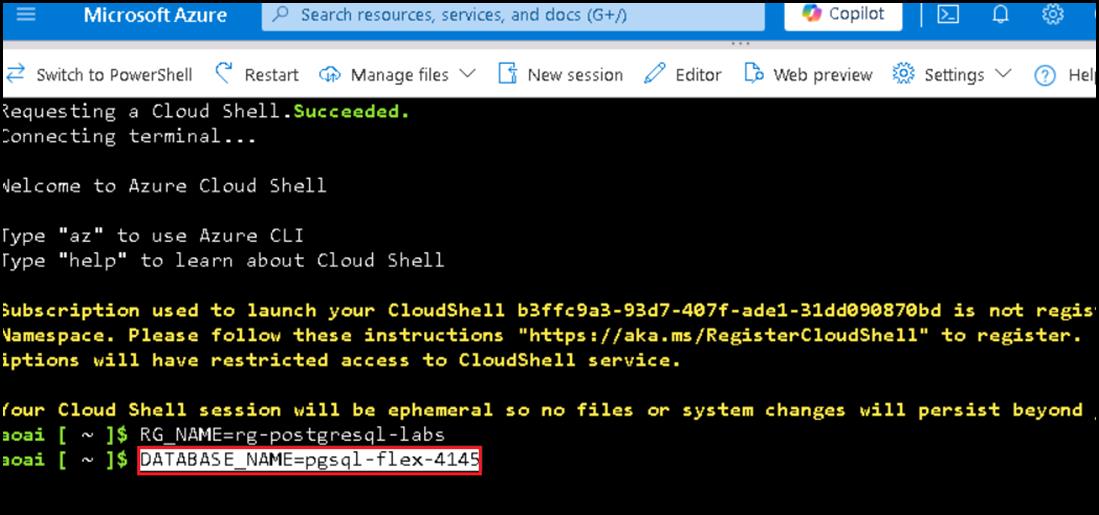 Microsoft Azure
Search resources, services, and docs (G+/)
Copilot
Switch to PowerShell Restart Manage files New session Editor Web preview Settings ? Hel
Requesting a Cloud Shell.Succeeded.
Connecting terminal...
Welcome to Azure Cloud Shell
Type "az" to use Azure CLI
Type "help" to learn about Cloud Shell
Subscription used to launch your CloudShell b3ffc9a3-93d7-407f-ade1-31dd090870bd is not regis
Namespace. Please follow these instructions "https://aka.ms/RegisterCloudShell" to register.
iptions will have restricted access to CloudShell service.
Your Cloud Shell session will be ephemeral so no files or system changes will persist beyond
aoai [ ~ ]$ RG_NAME=rg-postgresql-labs
aoai [ ~ ]$ DATABASE_NAME=pgsql-flex-4145